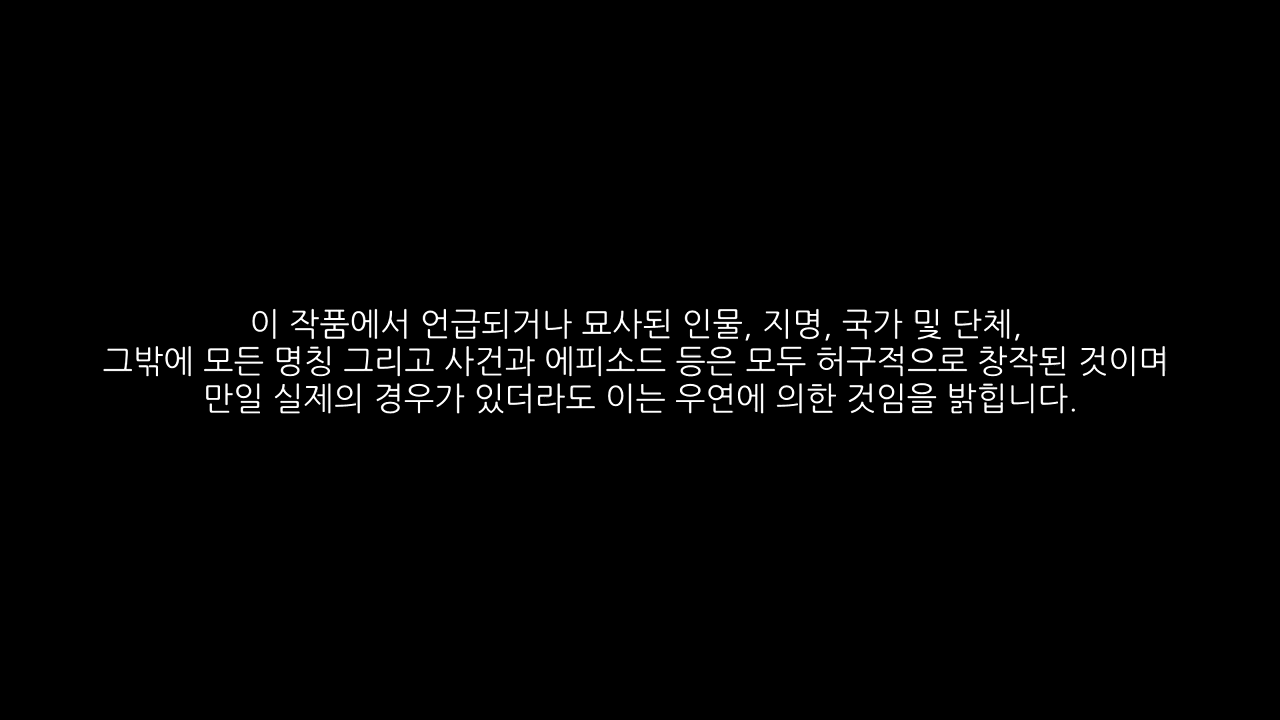 이 작품에서 언급되거나 묘사된 인물, 지명, 국가 및 단체,
그밖에 모든 명칭 그리고 사건과 에피소드 등은 모두 허구적으로 창작된 것이며
만일 실제의 경우가 있더라도 이는 우연에 의한 것임을 밝힙니다.